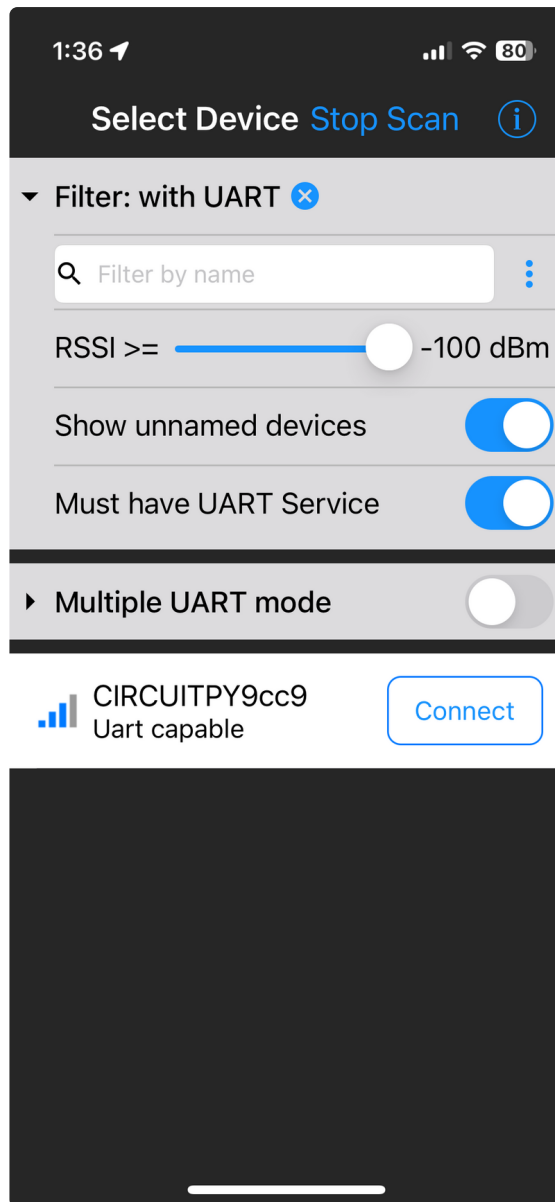 1:36 80
Select Device Stop Scan i
Filter: with UART
Filter by name
RSSI >= -100 dBm
Show unnamed devices
Must have UART Service
Multiple UART mode
CIRCUITPY9cc9
Uart capable
Connect